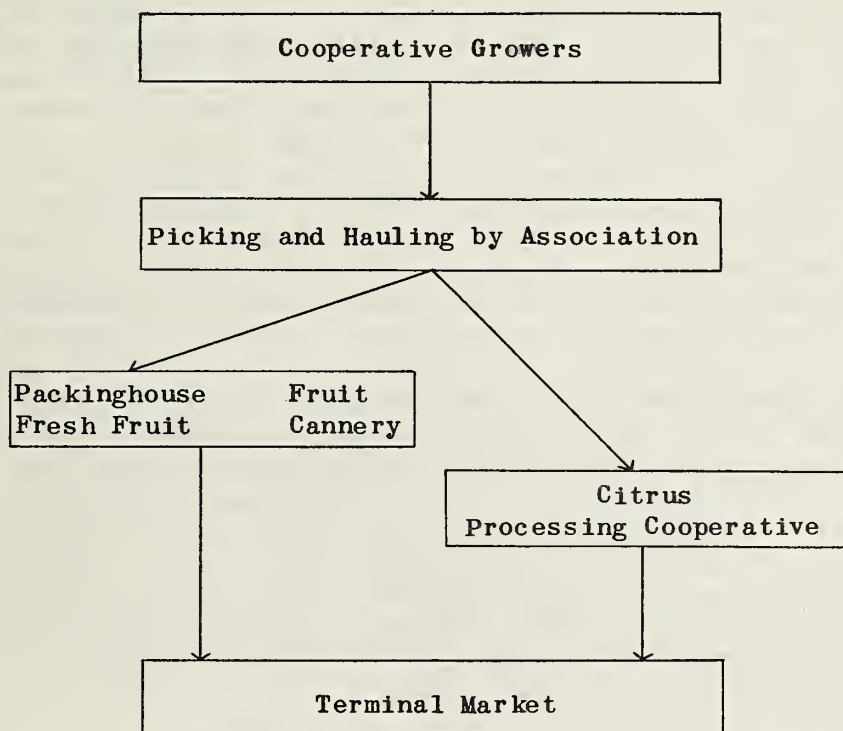 Cooperative Growers
Picking and Hauling by Association
Packinghouse Fruit
Fresh Fruit Cannery
Citrus
Processing Cooperative
Terminal Market